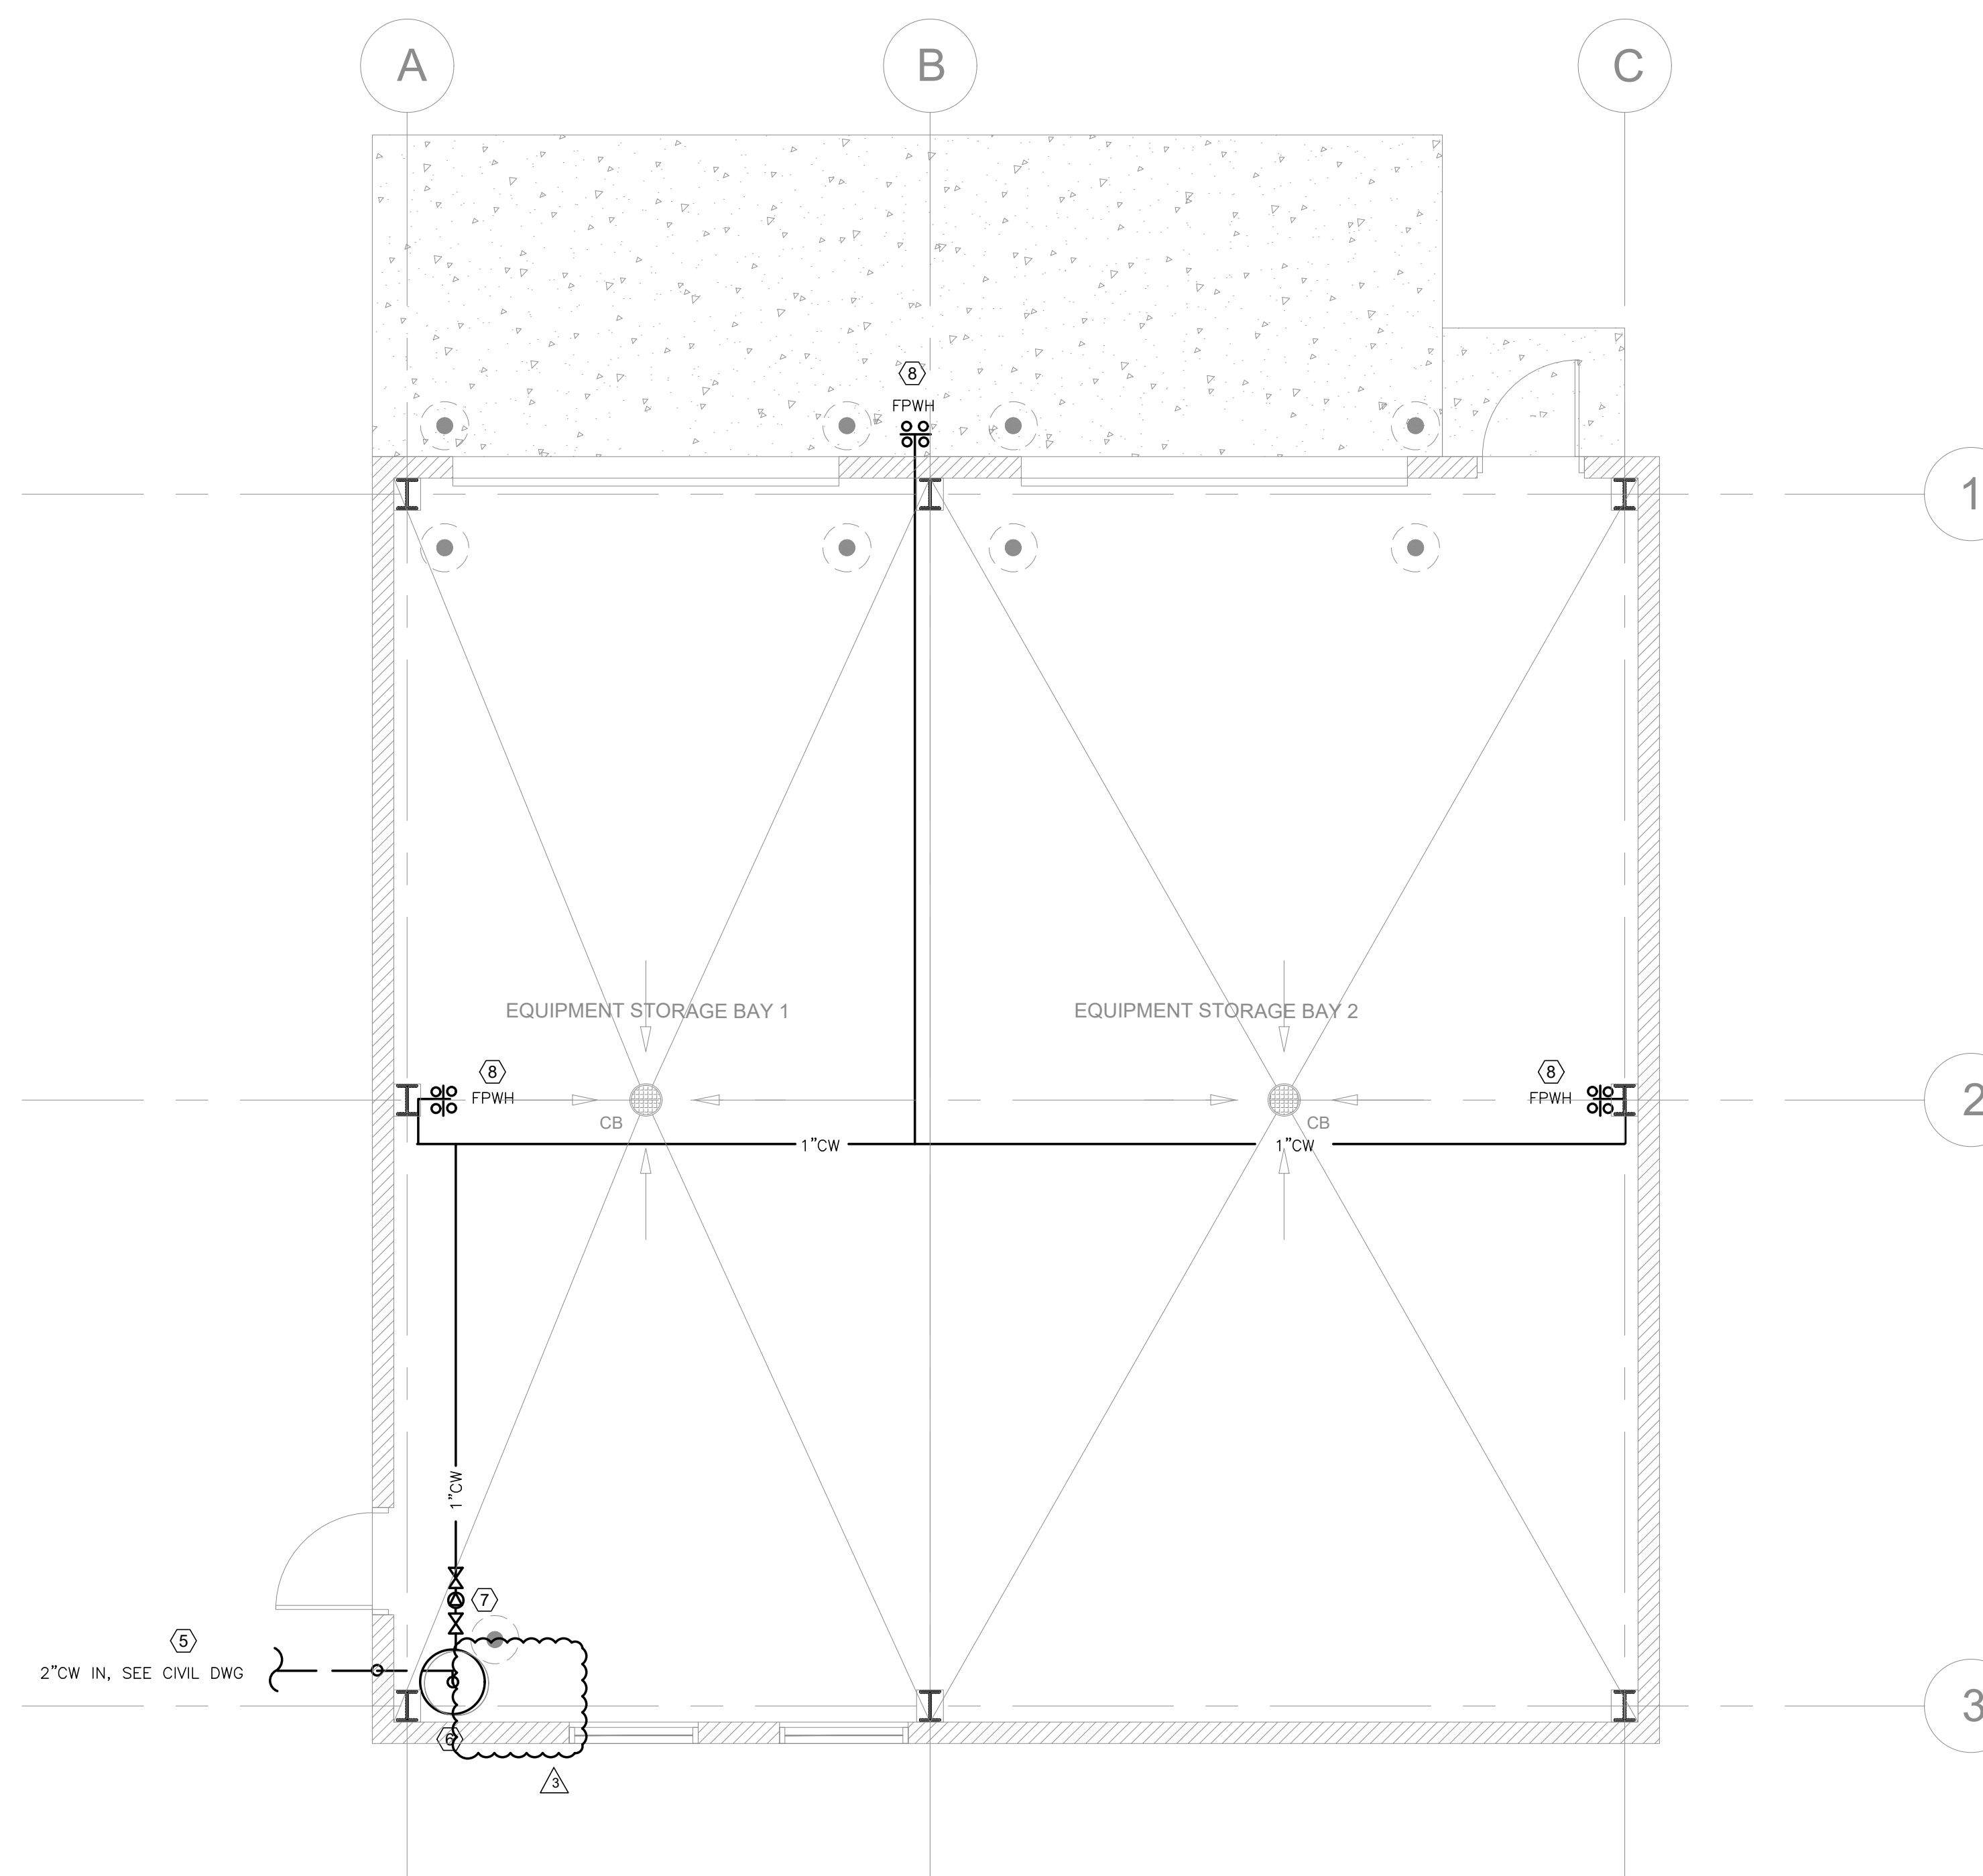 A
B
C
8
FPWH
1
EQUIPMENT STORAGE BAY 1
EQUIPMENT STORAGE BAY 2
8
FPWH
8
FPWH
2
CB
CB
1"CW
1"CW
1"CW
7
5
2"CW IN, SEE CIVIL DWG
3
6
3